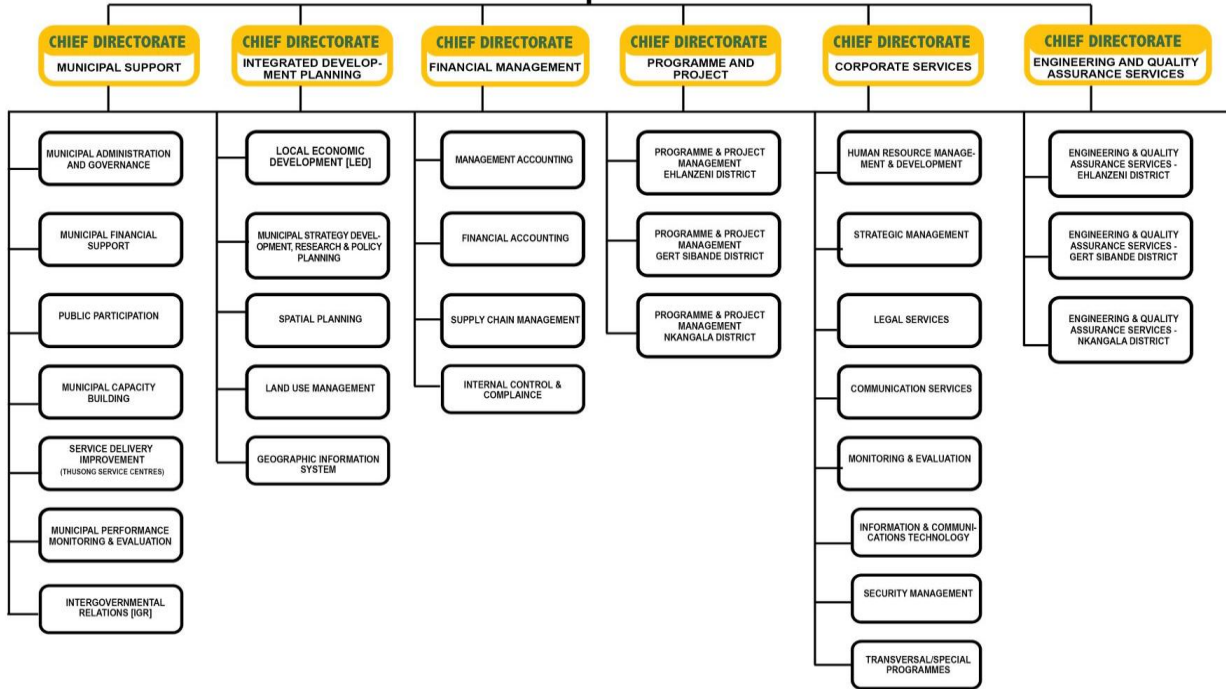 CHIEF DIRECTORATE
MUNICIPAL SUPPORT
CHIEF DIRECTORATE
INTEGRATED DEVELOP-
MENT PLANNING
CHIEF DIRECTORATE
FINANCIAL MANAGEMENT
CHIEF DIRECTORATE
PROGRAMME AND
PROJECT
CHIEF DIRECTORATE
CORPORATE SERVICES
CHIEF DIRECTORATE
ENGINEERING AND QUALITY
ASSURANCE SERVICES
MUNICIPAL ADMINISTRATION
AND GOVERNANCE
MUNICIPAL FINANCIAL
SUPPORT
PUBLIC PARTICIPATION
MUNICIPAL CAPACITY
BUILDING
SERVICE DELIVERY
IMPROVEMENT
(THUSONG SERVICE CENTRES)
MUNICIPAL PERFORMANCE
MONITORING & EVALUATION
INTERGOVERNMENTAL
RELATIONS [IGR]
LOCAL ECONOMIC
DEVELOPMENT [LED]
MUNICIPAL STRATEGY DEVEL-
OPMENT, RESEARCH & POLICY
PLANNING
SPATIAL PLANNING
LAND USE MANAGEMENT
GEOGRAPHIC INFORMATION
SYSTEM
MANAGEMENT ACCOUNTING
FINANCIAL ACCOUNTING
SUPPLY CHAIN MANAGEMENT
INTERNAL CONTROL &
COMPLAINCE
PROGRAMME & PROJECT
MANAGEMENT
EHLANZENI DISTRICT
PROGRAMME & PROJECT
MANAGEMENT
GERT SIBANDE DISTRICT
PROGRAMME & PROJECT
MANAGEMENT
NKANGALA DISTRICT
HUMAN RESOURCE MANAGE-
MENT & DEVELOPMENT
STRATEGIC MANAGEMENT
LEGAL SERVICES
COMMUNICATION SERVICES
MONITORING & EVALUATION
INFORMATION & COMMUNI-
CATIONS TECHNOLOGY
SECURITY MANAGEMENT
TRANSVERSAL/SPECIAL
PROGRAMMES
ENGINEERING & QUALITY
ASSURANCE SERVICES -
EHLANZENI DISTRICT
ENGINEERING & QUALITY
ASSURANCE SERVICES -
GERT SIBANDE DISTRICT
ENGINEERING & QUALITY
ASSURANCE SERVICES -
NKANGALA DISTRICT